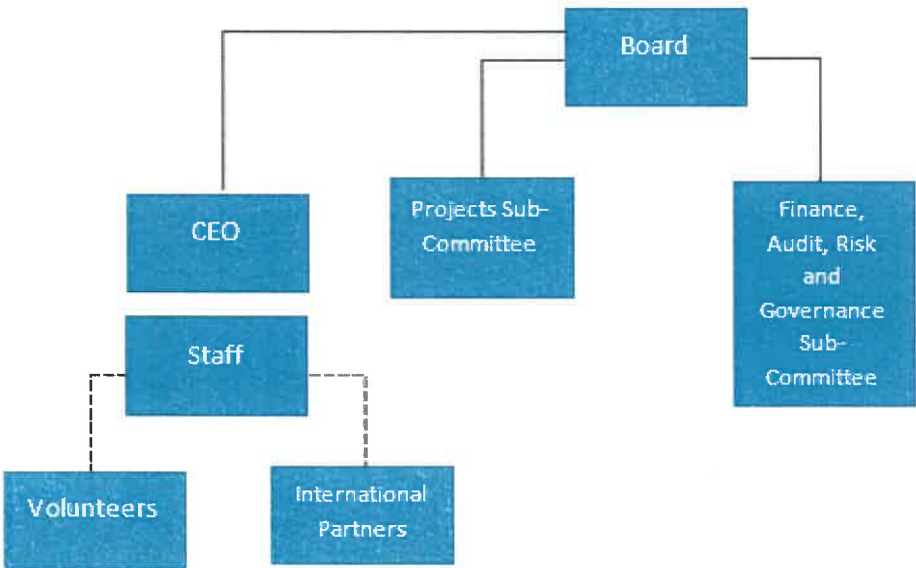 Board
CEO
Projects Sub-
Committee
Finance,
Audit, Risk
and
Governance
Sub-
Committee
Staff
Volunteers
International
Partners